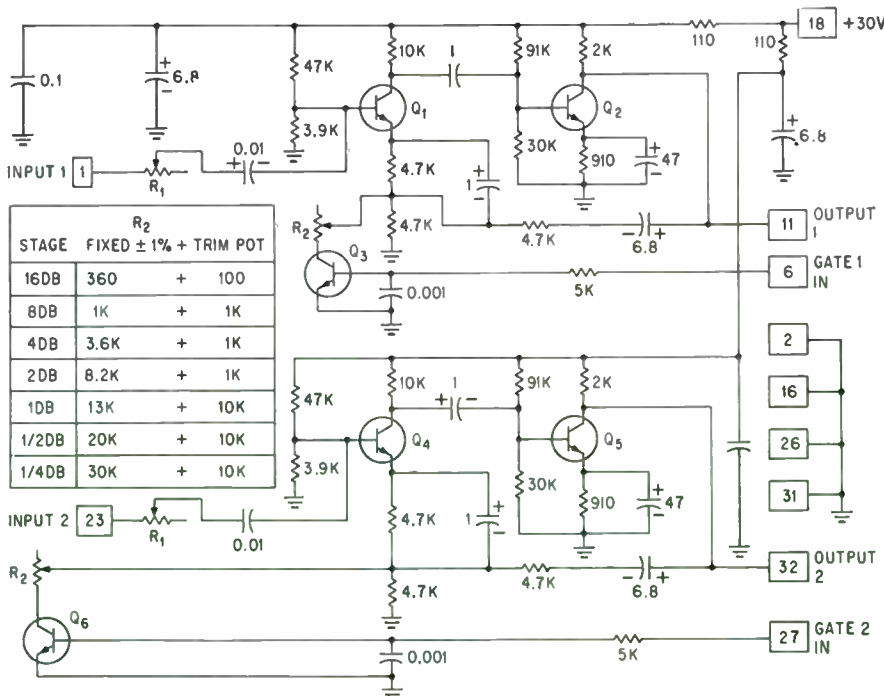 18 +30V
110
110
10K
1
91K
2K
47K
0.1
+
6.8
-
Q1
Q2
3.9K
0.01
+ -
+
6.8
INPUT 1 1
R1
4.7K
+
1
-
30K
910
+
47
-
R2
STAGE FIXED ± 1% + TRIM POT
16DB 360 + 100
8DB 1K + 1K
4DB 3.6K + 1K
2DB 8.2K + 1K
1DB 13K + 10K
1/2DB 20K + 10K
1/4DB 30K + 10K
R2
4.7K
4.7K
- +
6.8
11 OUTPUT 1
Q3
0.001
5K
6 GATE 1 IN
2
16
26
31
10K
+ 1 -
91K
2K
47K
Q4
Q5
3.9K
30K
910
+
47
-
INPUT 2 23
R1
0.01
4.7K
+
1
-
R2
4.7K
4.7K
- +
6.8
32 OUTPUT 2
Q6
0.001
5K
27 GATE 2 IN